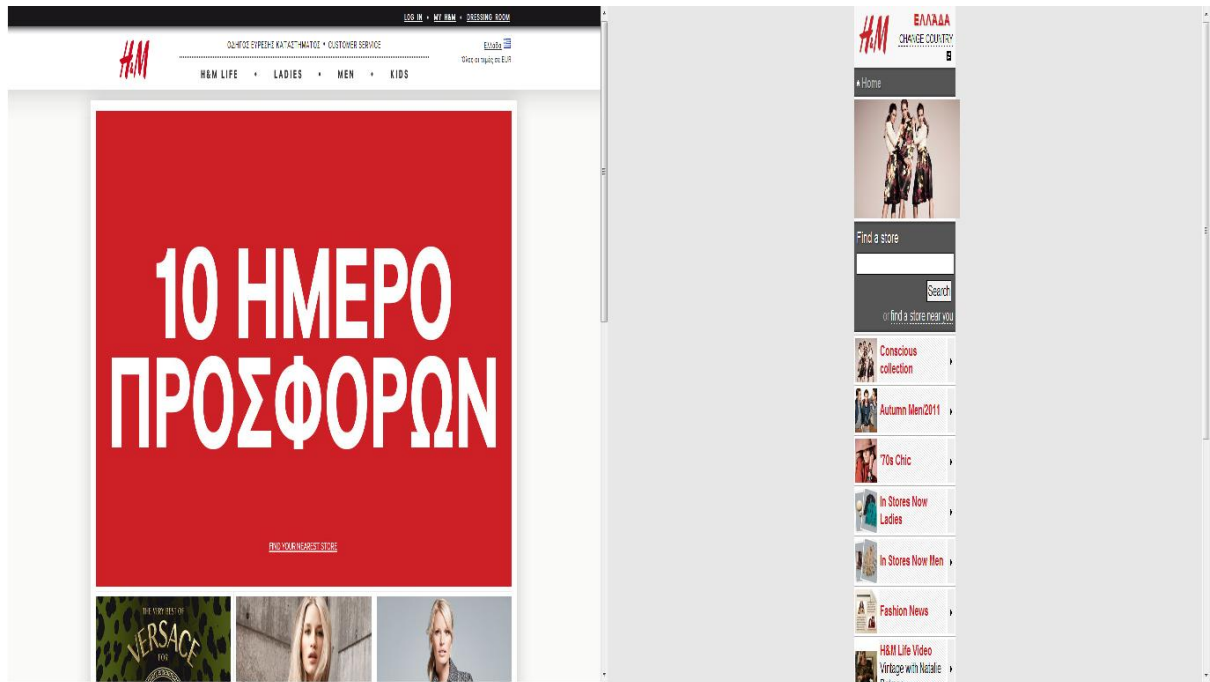 LOG IN • MY H&M • DRESSING ROOM
H&M
ΟΔΗΓΟΣ ΕΥΡΕΣΗΣ ΚΑΤΑΣΤΗΜΑΤΟΣ • CUSTOMER SERVICE
Ελλάδα
Όλες οι τιμές σε EUR
H&M LIFE • LADIES • MEN • KIDS
10 ΗΜΕΡΟ
ΠΡΟΣΦΟΡΩΝ
FIND YOUR NEAREST STORE
THE VERY BEST OF
VERSACE
FOR
H&M
ΕΛΛΆΔΑ
CHANGE COUNTRY
Home
Find a store
Search
or find a store near you
Conscious
collection
Autumn Men/2011
'70s Chic
In Stores Now
Ladies
In Stores Now Men
Fashion News
H&M Life Video
Vintage with Natalie